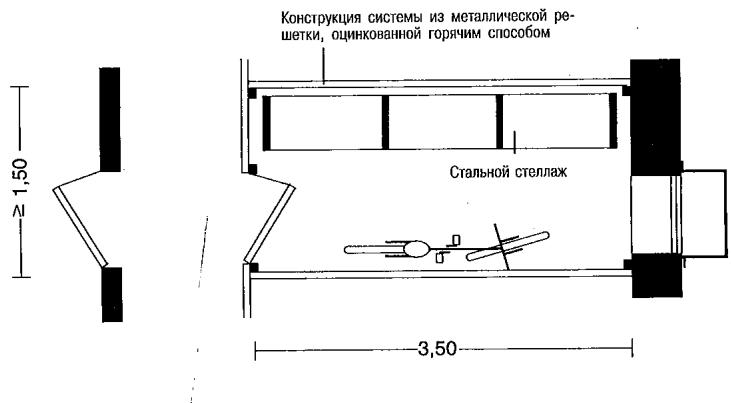 Конструкция системы из металлической ре-
шетки, оцинкованной горячим способом
Стальной стеллаж
≥ 1,50
3,50